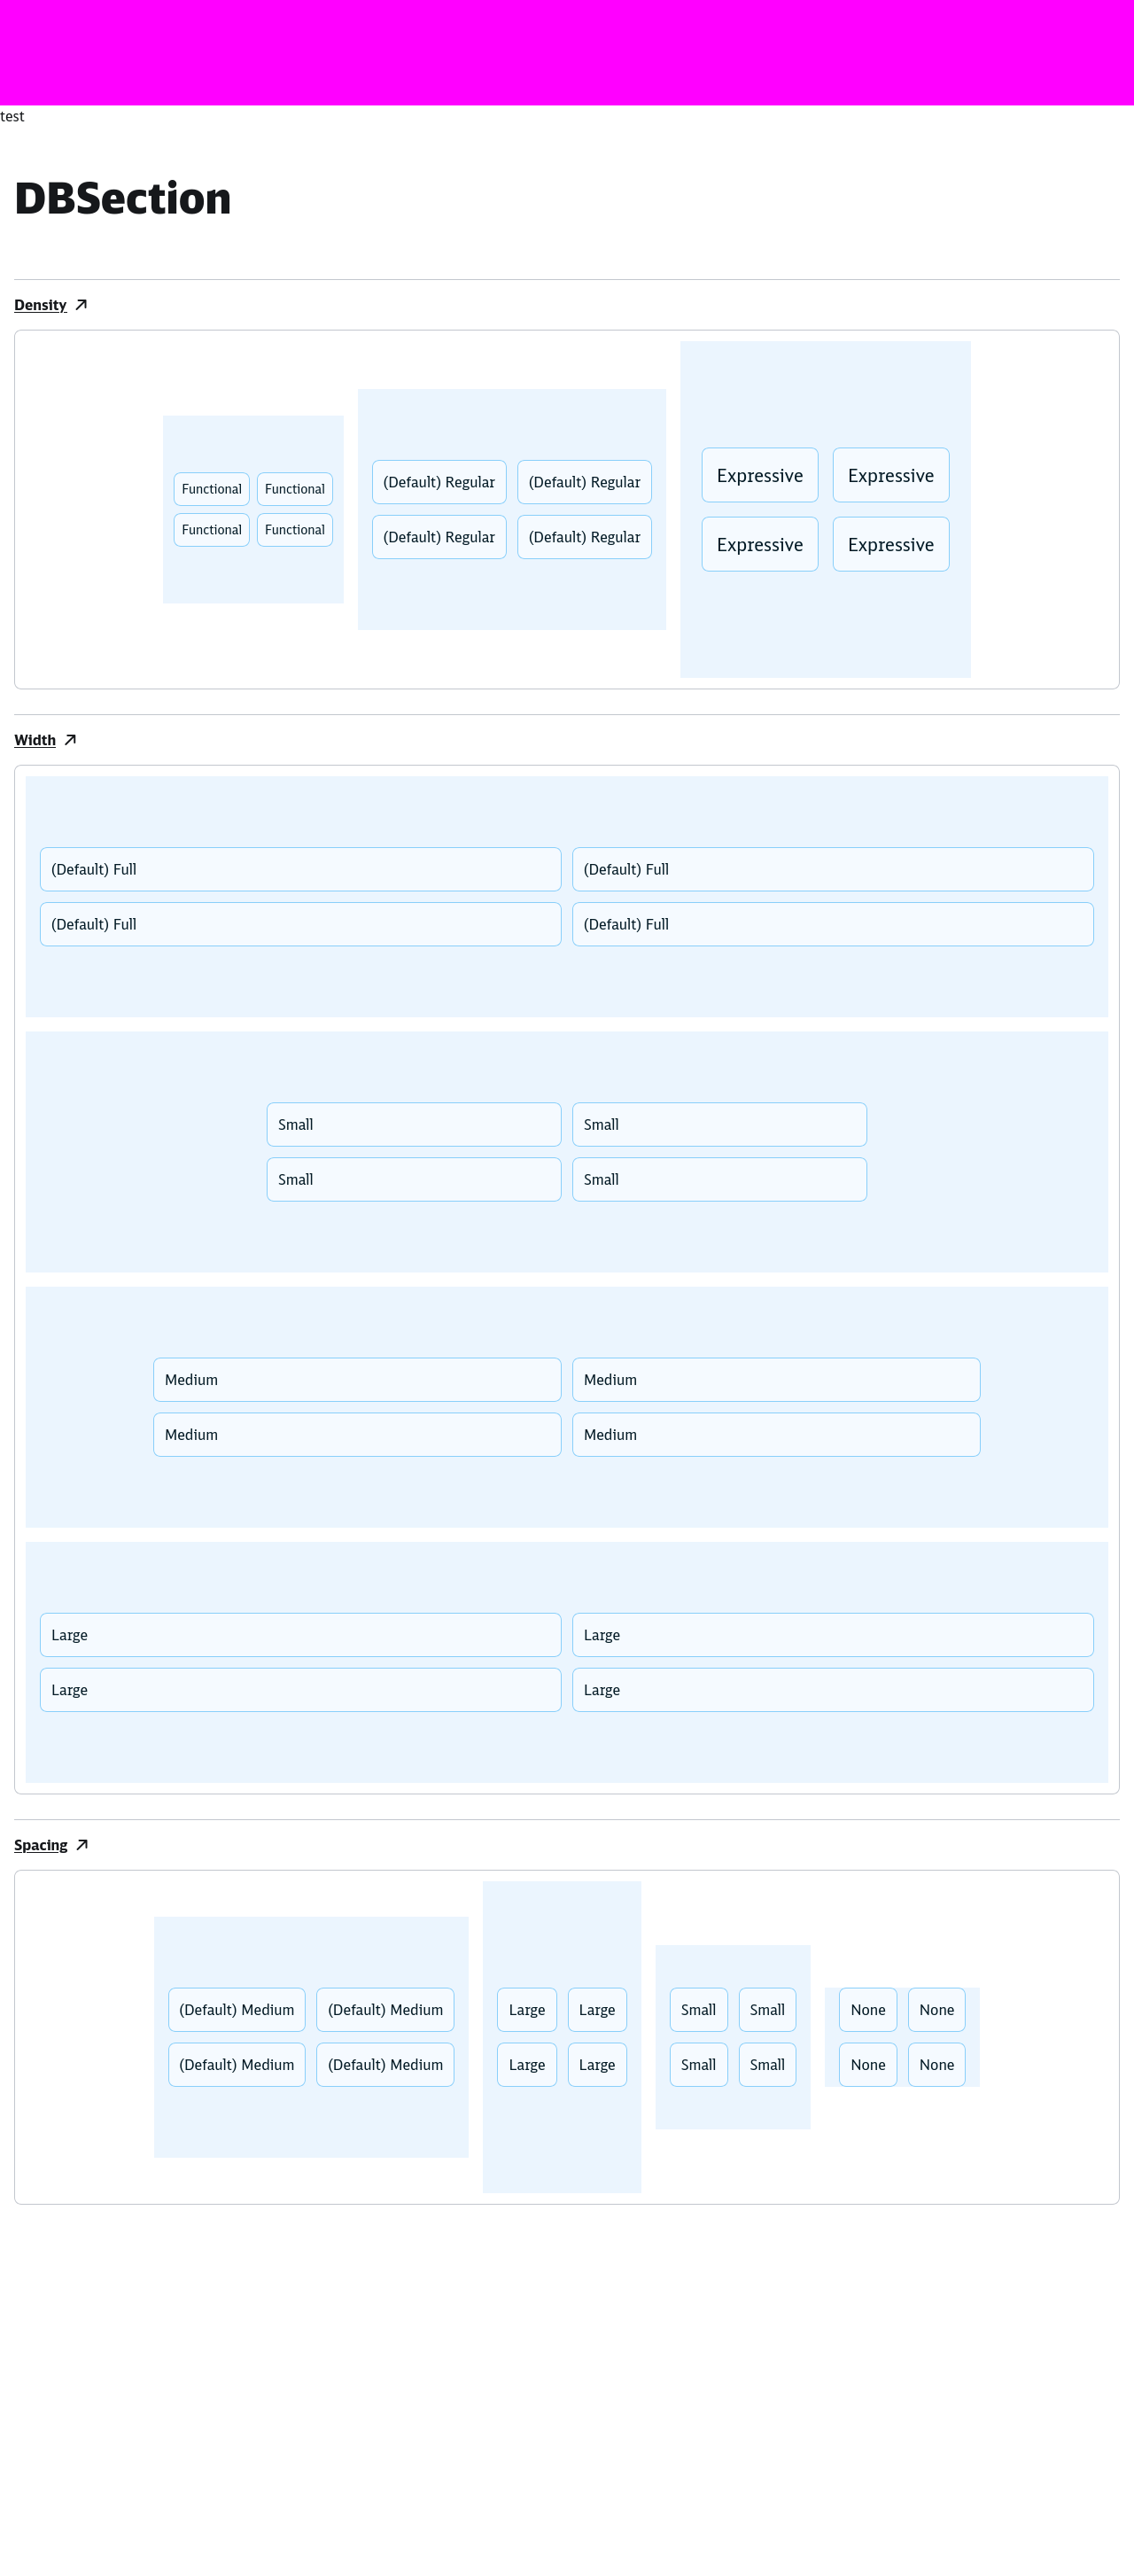 test
DBSection
Density
Functional Functional
Functional Functional
(Default) Regular (Default) Regular
(Default) Regular (Default) Regular
Expressive Expressive
Expressive Expressive
Width
(Default) Full (Default) Full
(Default) Full (Default) Full
Small Small
Small Small
Medium Medium
Medium Medium
Large Large
Large Large
Spacing
(Default) Medium (Default) Medium
(Default) Medium (Default) Medium
Large Large
Large Large
Small Small
Small Small
None None
None None